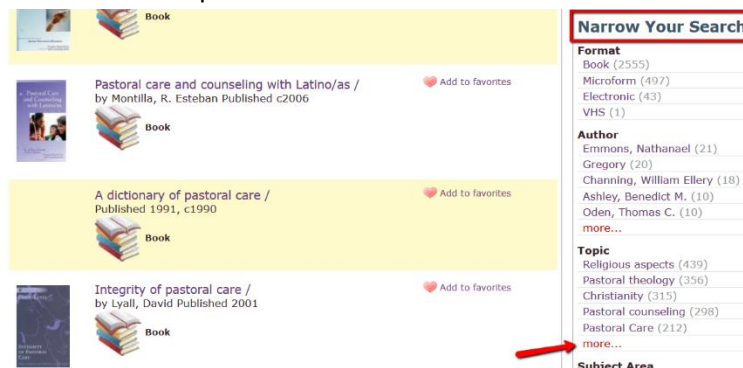 Book
Pastoral care and counseling with Latino/as /
by Montilla, R. Esteban Published c2006
Book
Add to favorites
A dictionary of pastoral care /
Published 1991, c1990
Book
Add to favorites
Integrity of pastoral care /
by Lyall, David Published 2001
Book
Add to favorites
Narrow Your Search
Format
Book (2555)
Microform (497)
Electronic (43)
VHS (1)
Author
Emmons, Nathanael (21)
Gregory (20)
Channing, William Ellery (18)
Ashley, Benedict M. (10)
Oden, Thomas C. (10)
more...
Topic
Religious aspects (439)
Pastoral theology (356)
Christianity (315)
Pastoral counseling (298)
Pastoral Care (212)
more...
Subject Area